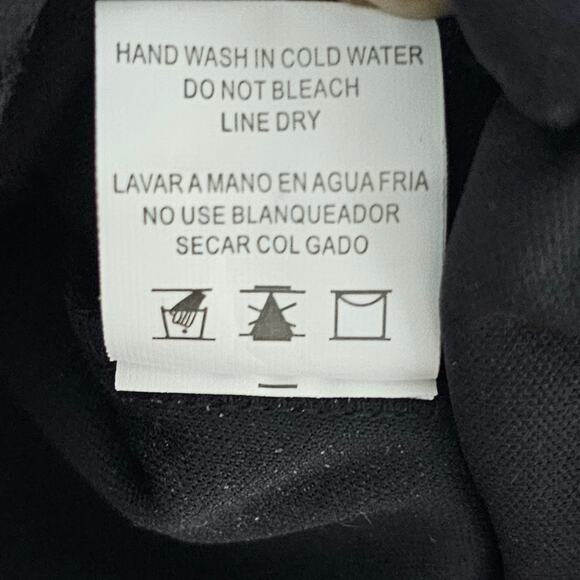 HAND WASH IN COLD WATER
DO NOT BLEACH
LINE DRY
LAVAR A MANO EN AGUA FRIA
NO USE BLANQUEADOR
SECAR COL GADO